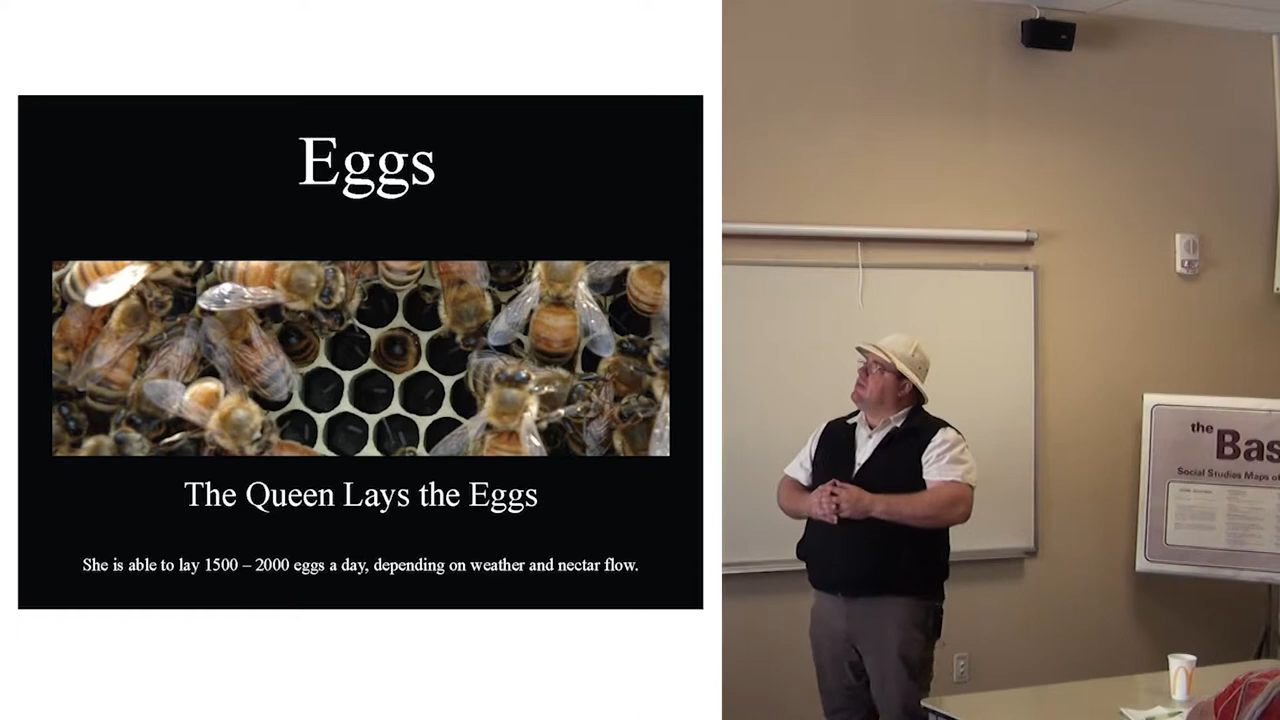 Eggs
The Queen Lays the Eggs
She is able to lay 1500 – 2000 eggs a day, depending on weather and nectar flow.
the
Bas
Social Studies Maps of